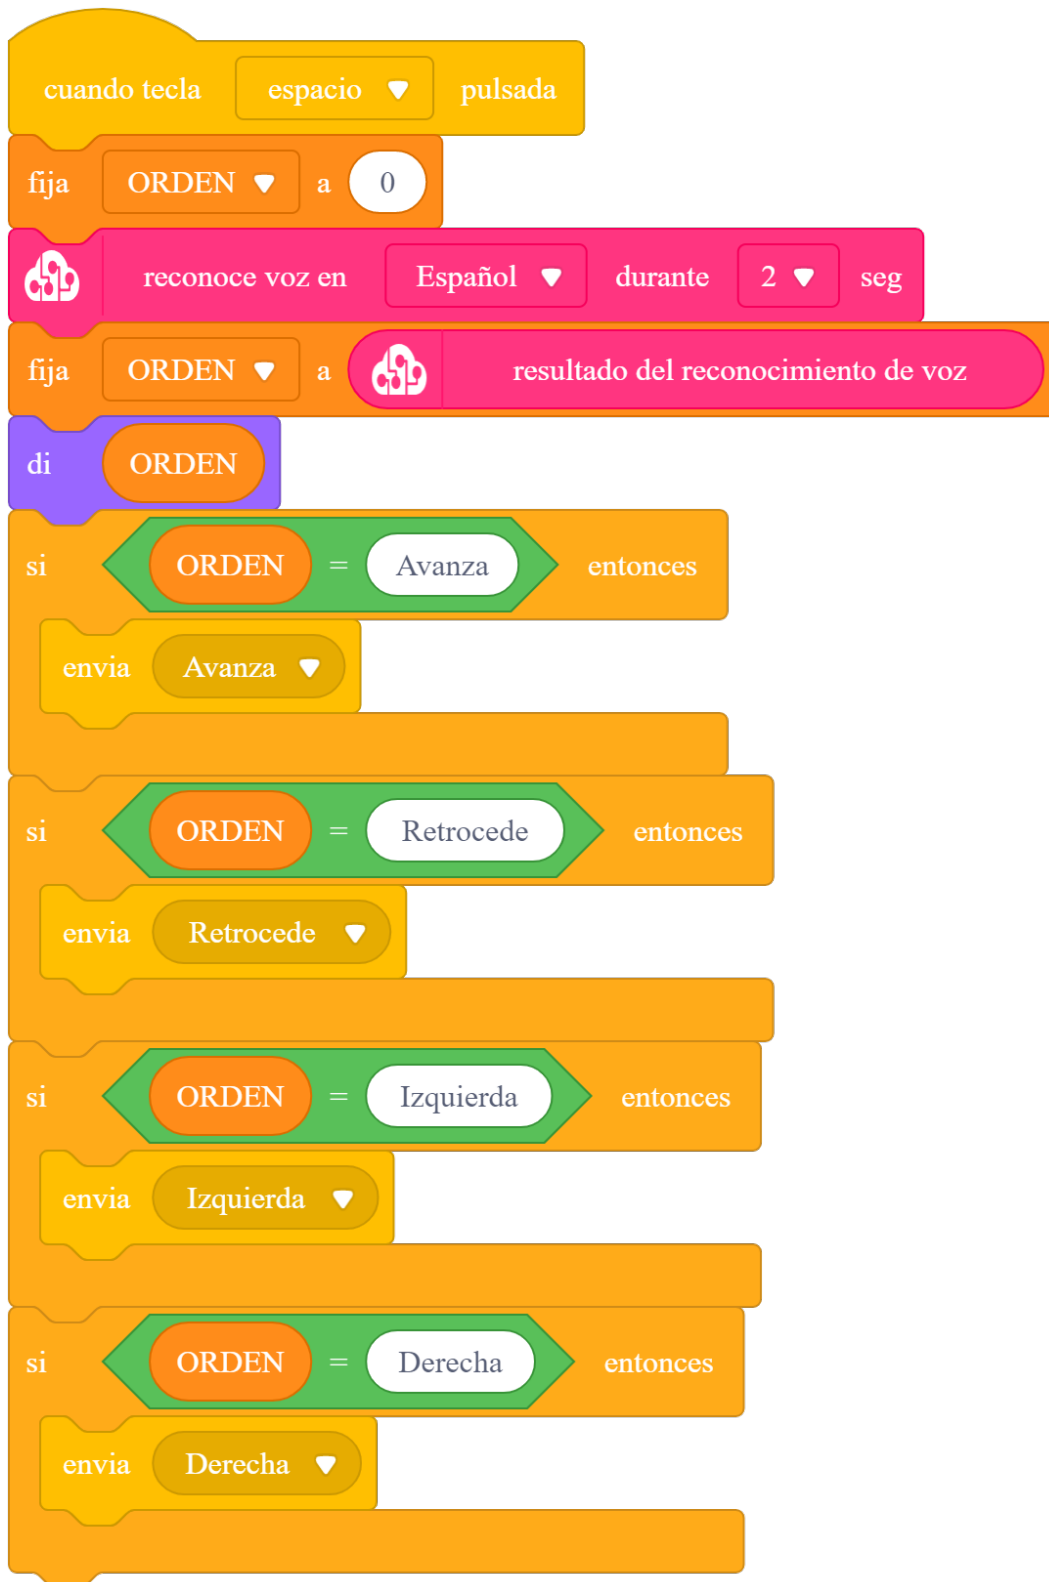 cuando tecla espacio pulsada
fija ORDEN a 0
reconoce voz en Español durante 2 seg
fija ORDEN a resultado del reconocimiento de voz
di ORDEN
si ORDEN = Avanza entonces
envia Avanza
si ORDEN = Retrocede entonces
envia Retrocede
si ORDEN = Izquierda entonces
envia Izquierda
si ORDEN = Derecha entonces
envia Derecha